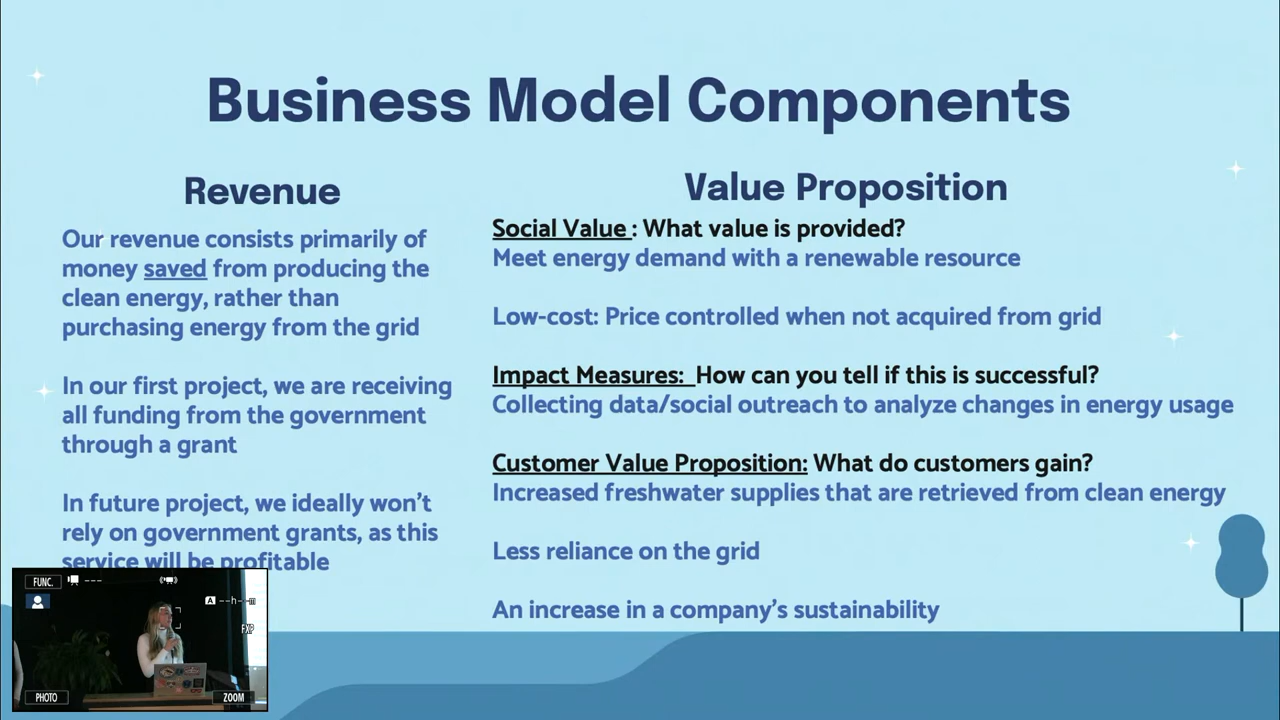 Business Model Components
Revenue
Our revenue consists primarily of
money saved from producing the
clean energy, rather than
purchasing energy from the grid
In our first project, we are receiving
all funding from the government
through a grant
In future project, we ideally won't
rely on government grants, as this
service will be profitable
Value Proposition
Social Value : What value is provided?
Meet energy demand with a renewable resource
Low-cost: Price controlled when not acquired from grid
Impact Measures: How can you tell if this is successful?
Collecting data/social outreach to analyze changes in energy usage
Customer Value Proposition: What do customers gain?
Increased freshwater supplies that are retrieved from clean energy
Less reliance on the grid
An increase in a company's sustainability
FUNC.
---
A --h--m
FXP
PHOTO
ZOOM